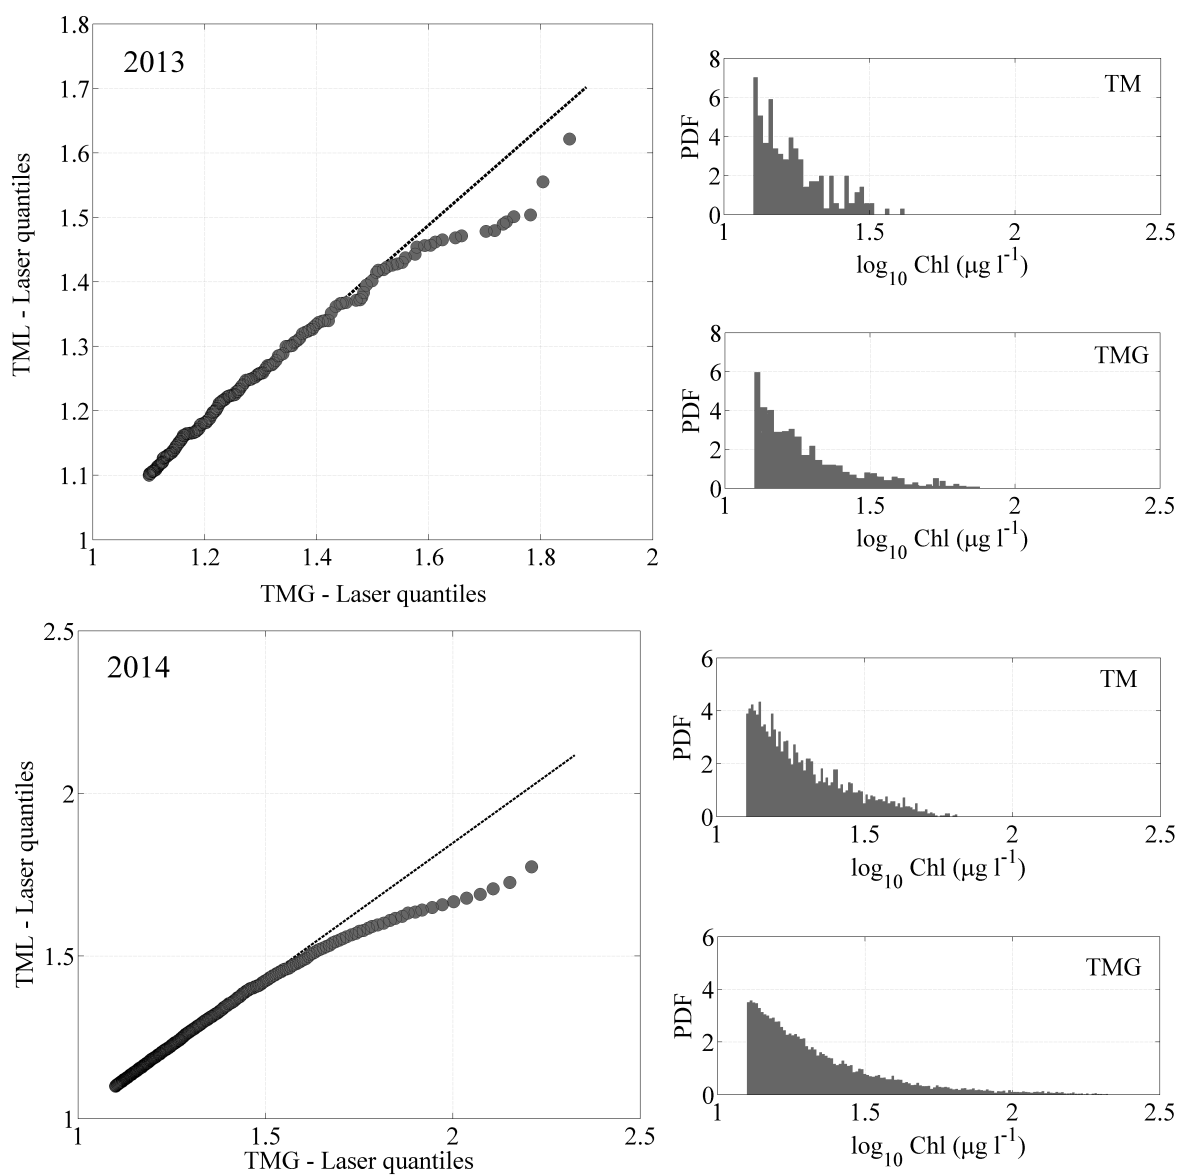 2013
1.8
1.7
1.6
1.5
1.4
1.3
1.2
1.1
1
TML - Laser quantiles
1 1.2 1.4 1.6 1.8 2
TMG - Laser quantiles
TM
8
6
4
2
0
PDF
1 1.5 2 2.5
log10 Chl (μg l-1)
TMG
8
6
4
2
0
PDF
1 1.5 2 2.5
log10 Chl (μg l-1)
2014
2.5
2
1.5
1
TML - Laser quantiles
1 1.5 2 2.5
TMG - Laser quantiles
TM
6
4
2
0
PDF
1 1.5 2 2.5
log10 Chl (μg l-1)
TMG
6
4
2
0
PDF
1 1.5 2 2.5
log10 Chl (μg l-1)